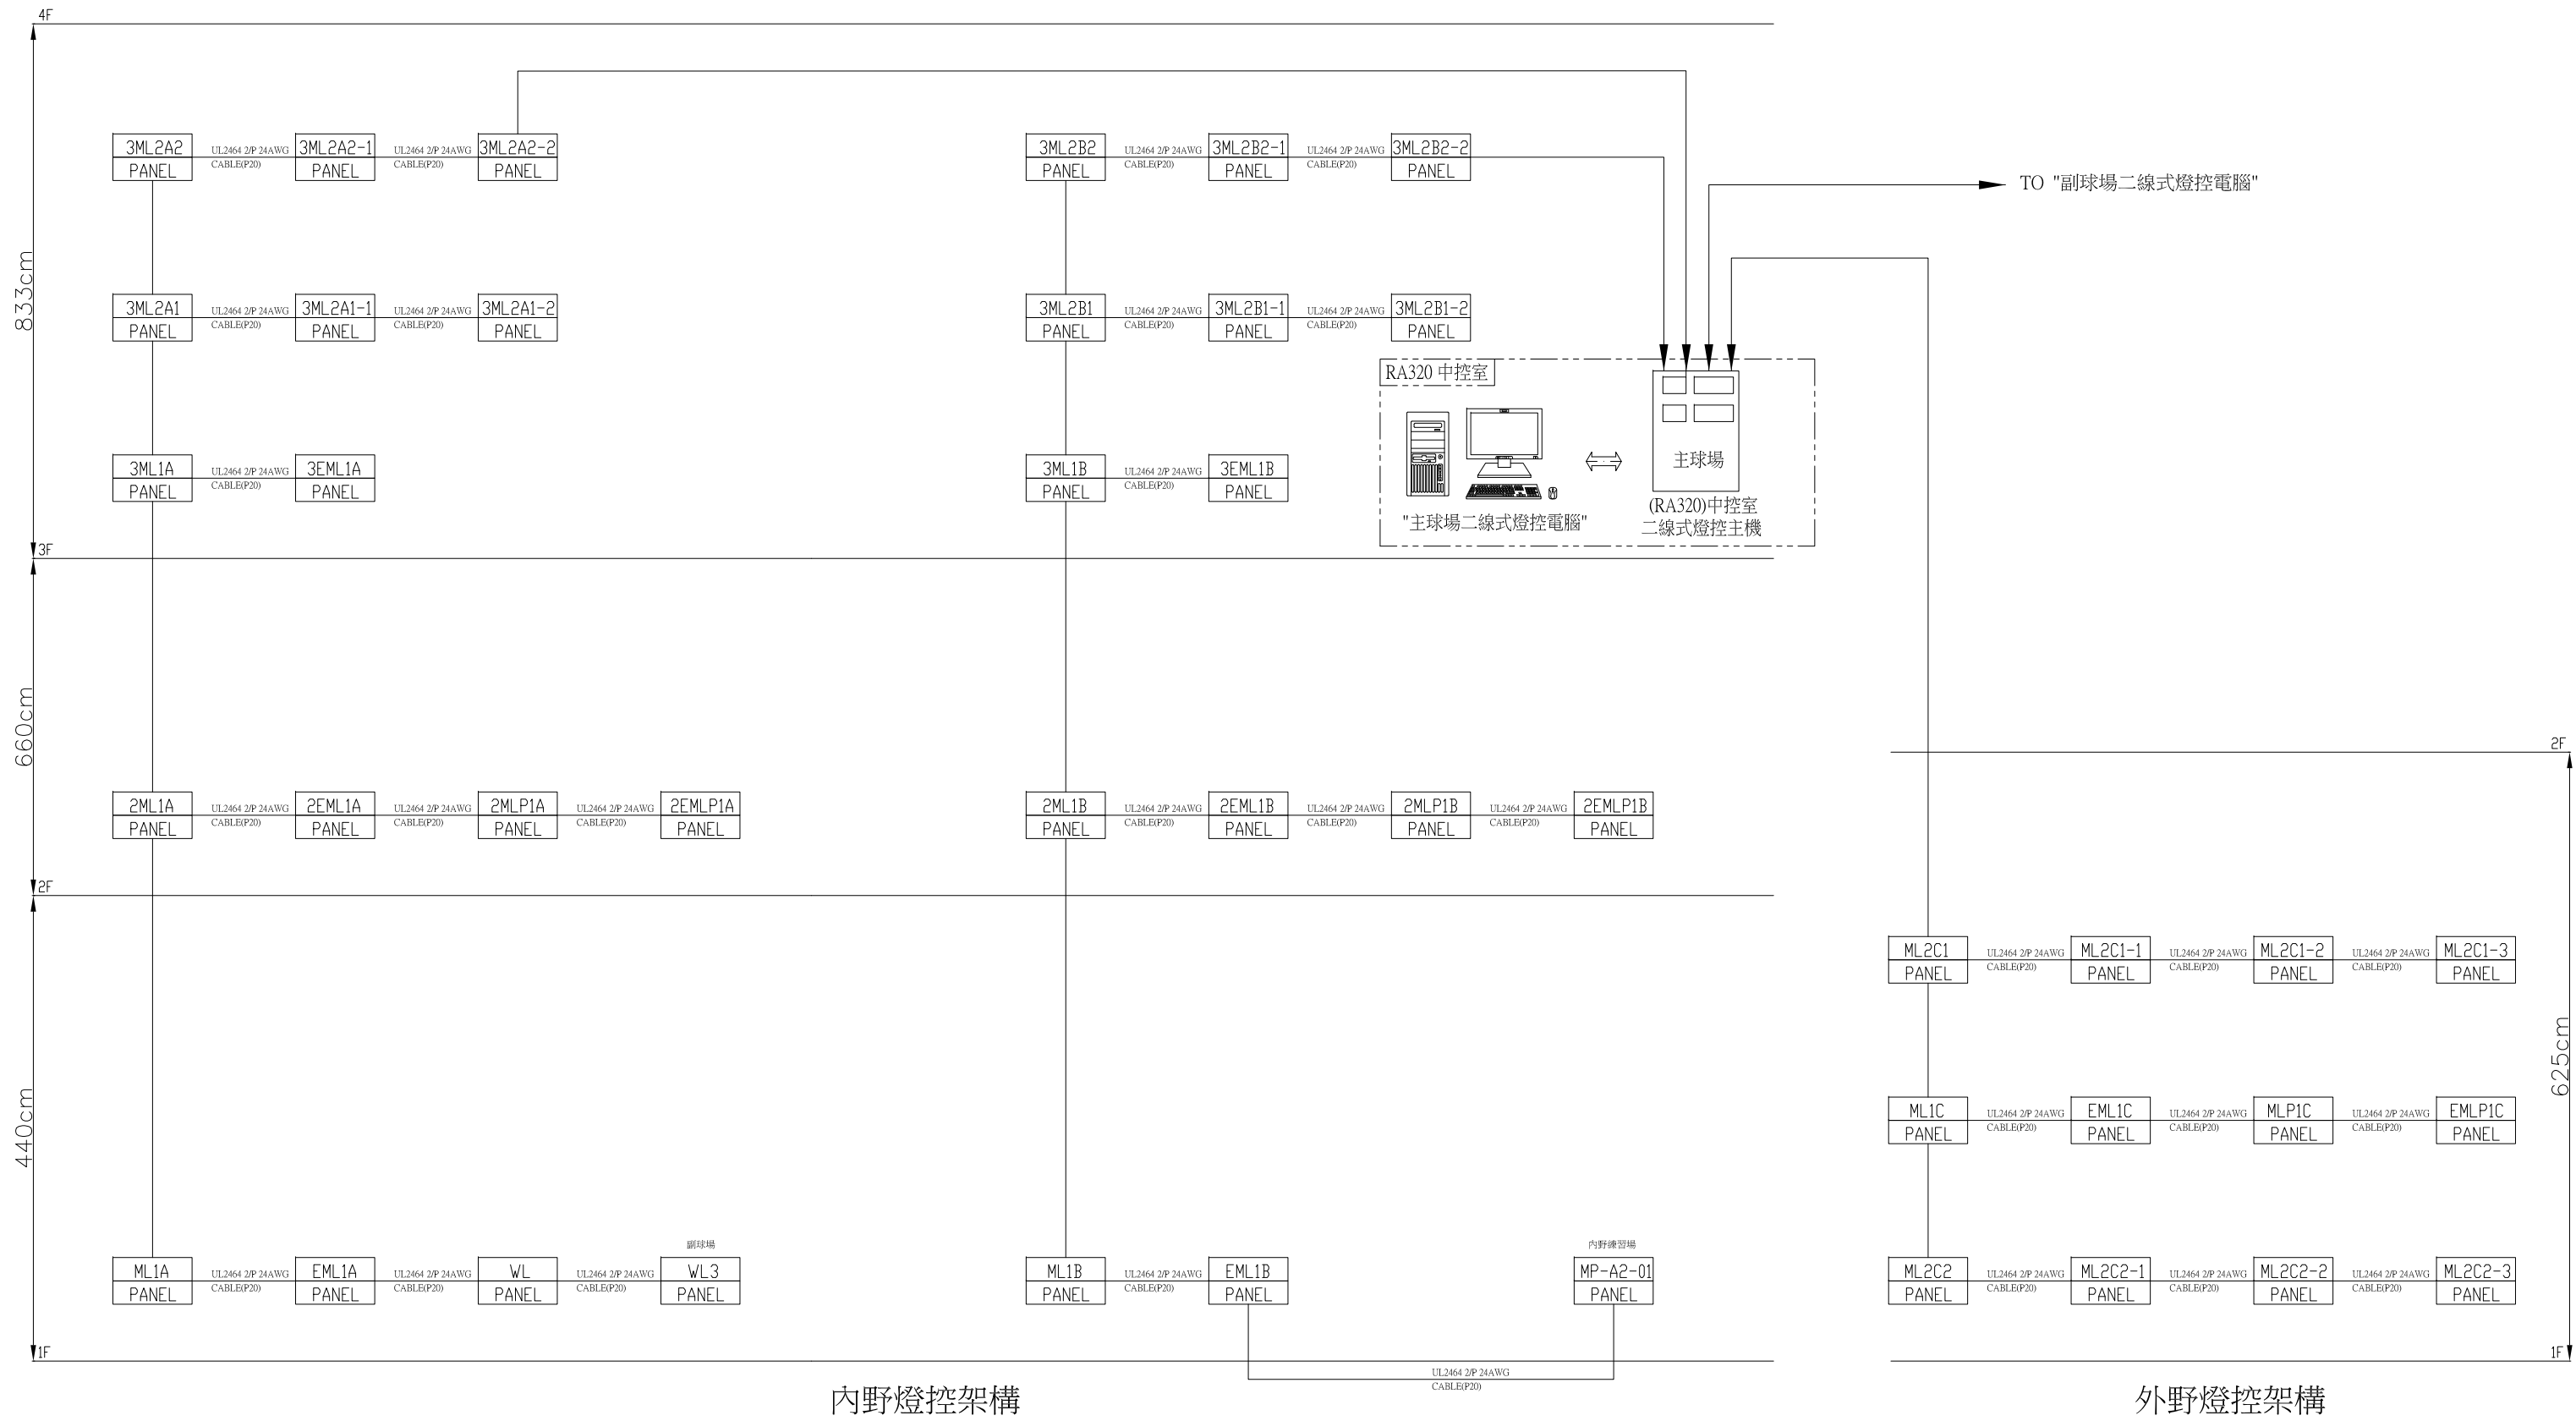 4F
3ML2A2
PANEL
UL2464 2/P 24AWG
CABLE(P20)
3ML2A2-1
PANEL
UL2464 2/P 24AWG
CABLE(P20)
3ML2A2-2
PANEL
3ML2B2
PANEL
UL2464 2/P 24AWG
CABLE(P20)
3ML2B2-1
PANEL
UL2464 2/P 24AWG
CABLE(P20)
3ML2B2-2
PANEL
TO "副球場二線式燈控電腦"
833cm
3ML2A1
PANEL
UL2464 2/P 24AWG
CABLE(P20)
3ML2A1-1
PANEL
UL2464 2/P 24AWG
CABLE(P20)
3ML2A1-2
PANEL
3ML2B1
PANEL
UL2464 2/P 24AWG
CABLE(P20)
3ML2B1-1
PANEL
UL2464 2/P 24AWG
CABLE(P20)
3ML2B1-2
PANEL
RA320 中控室
3ML1A
PANEL
UL2464 2/P 24AWG
CABLE(P20)
3EML1A
PANEL
3ML1B
PANEL
UL2464 2/P 24AWG
CABLE(P20)
3EML1B
PANEL
主球場
"主球場二線式燈控電腦"
(RA320)中控室
二線式燈控主機
3F
660cm
2F
2ML1A
PANEL
UL2464 2/P 24AWG
CABLE(P20)
2EML1A
PANEL
UL2464 2/P 24AWG
CABLE(P20)
2MLP1A
PANEL
UL2464 2/P 24AWG
CABLE(P20)
2EMLP1A
PANEL
2ML1B
PANEL
UL2464 2/P 24AWG
CABLE(P20)
2EML1B
PANEL
UL2464 2/P 24AWG
CABLE(P20)
2MLP1B
PANEL
UL2464 2/P 24AWG
CABLE(P20)
2EMLP1B
PANEL
2F
ML2C1
PANEL
UL2464 2/P 24AWG
CABLE(P20)
ML2C1-1
PANEL
UL2464 2/P 24AWG
CABLE(P20)
ML2C1-2
PANEL
UL2464 2/P 24AWG
CABLE(P20)
ML2C1-3
PANEL
440cm
625cm
ML1C
PANEL
UL2464 2/P 24AWG
CABLE(P20)
EML1C
PANEL
UL2464 2/P 24AWG
CABLE(P20)
MLP1C
PANEL
UL2464 2/P 24AWG
CABLE(P20)
EMLP1C
PANEL
副球場
內野練習場
ML1A
PANEL
UL2464 2/P 24AWG
CABLE(P20)
EML1A
PANEL
UL2464 2/P 24AWG
CABLE(P20)
WL
PANEL
UL2464 2/P 24AWG
CABLE(P20)
WL3
PANEL
ML1B
PANEL
UL2464 2/P 24AWG
CABLE(P20)
EML1B
PANEL
MP-A2-01
PANEL
ML2C2
PANEL
UL2464 2/P 24AWG
CABLE(P20)
ML2C2-1
PANEL
UL2464 2/P 24AWG
CABLE(P20)
ML2C2-2
PANEL
UL2464 2/P 24AWG
CABLE(P20)
ML2C2-3
PANEL
1F
1F
UL2464 2/P 24AWG
CABLE(P20)
內野燈控架構
外野燈控架構